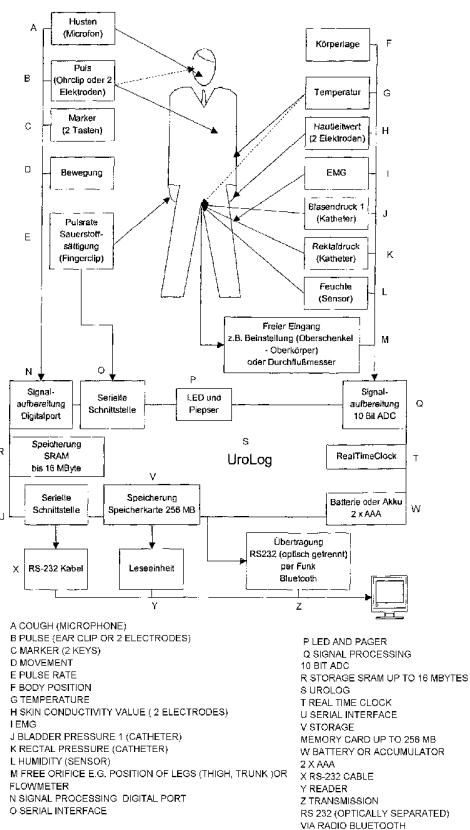 A
Husten
(Microfon)
B
Puls
(Ohrclip oder 2
Elektroden)
C
Marker
(2 Tasten)
D
Bewegung
E
Pulsrate
Sauerstoff-
sättigung
(Fingerclip)
Körperlage
F
Temperatur
G
Hautleitwert
(2 Elektroden)
H
EMG
I
Blasendruck 1
(Katheter)
J
Rektaldruck
(Katheter)
K
Feuchte
(Sensor)
L
Freier Eingang
z.B. Beinstellung (Oberschenkel
- Oberkörper)
oder Durchflußmesser
M
N
Signal-
aufbereitung
Digitalport
O
Serielle
Schnittstelle
P
LED und
Piepser
Signal-
aufbereitung
10 Bit ADC
Q
R
Speicherung
SRAM
bis 16 MByte
S
UroLog
RealTimeClock
T
U
Serielle
Schnittstelle
V
Speicherung
Speicherkarte 256 MB
Batterie oder Akku
2 x AAA
W
X
RS-232 Kabel
Leseeinheit
Y
Übertragung
RS232 (optisch getrennt)
per Funk
Bluetooth
Z
A COUGH (MICROPHONE)
B PULSE (EAR CLIP OR 2 ELECTRODES)
C MARKER (2 KEYS)
D MOVEMENT
E PULSE RATE
F BODY POSITION
G TEMPERATURE
H SKIN CONDUCTIVITY VALUE ( 2 ELECTRODES)
I EMG
J BLADDER PRESSURE 1 (CATHETER)
K RECTAL PRESSURE (CATHETER)
L HUMIDITY (SENSOR)
M FREE ORIFICE E.G. POSITION OF LEGS (THIGH, TRUNK )OR
FLOWMETER
N SIGNAL PROCESSING DIGITAL PORT
O SERIAL INTERFACE
P LED AND PAGER
Q SIGNAL PROCESSING
10 BIT ADC
R STORAGE SRAM UP TO 16 MBYTES
S UROLOG
T REAL TIME CLOCK
U SERIAL INTERFACE
V STORAGE
MEMORY CARD UP TO 256 MB
W BATTERY OR ACCUMULATOR
2 X AAA
X RS-232 CABLE
Y READER
Z TRANSMISSION
RS 232 (OPTICALLY SEPARATED)
VIA RADIO BLUETOOTH